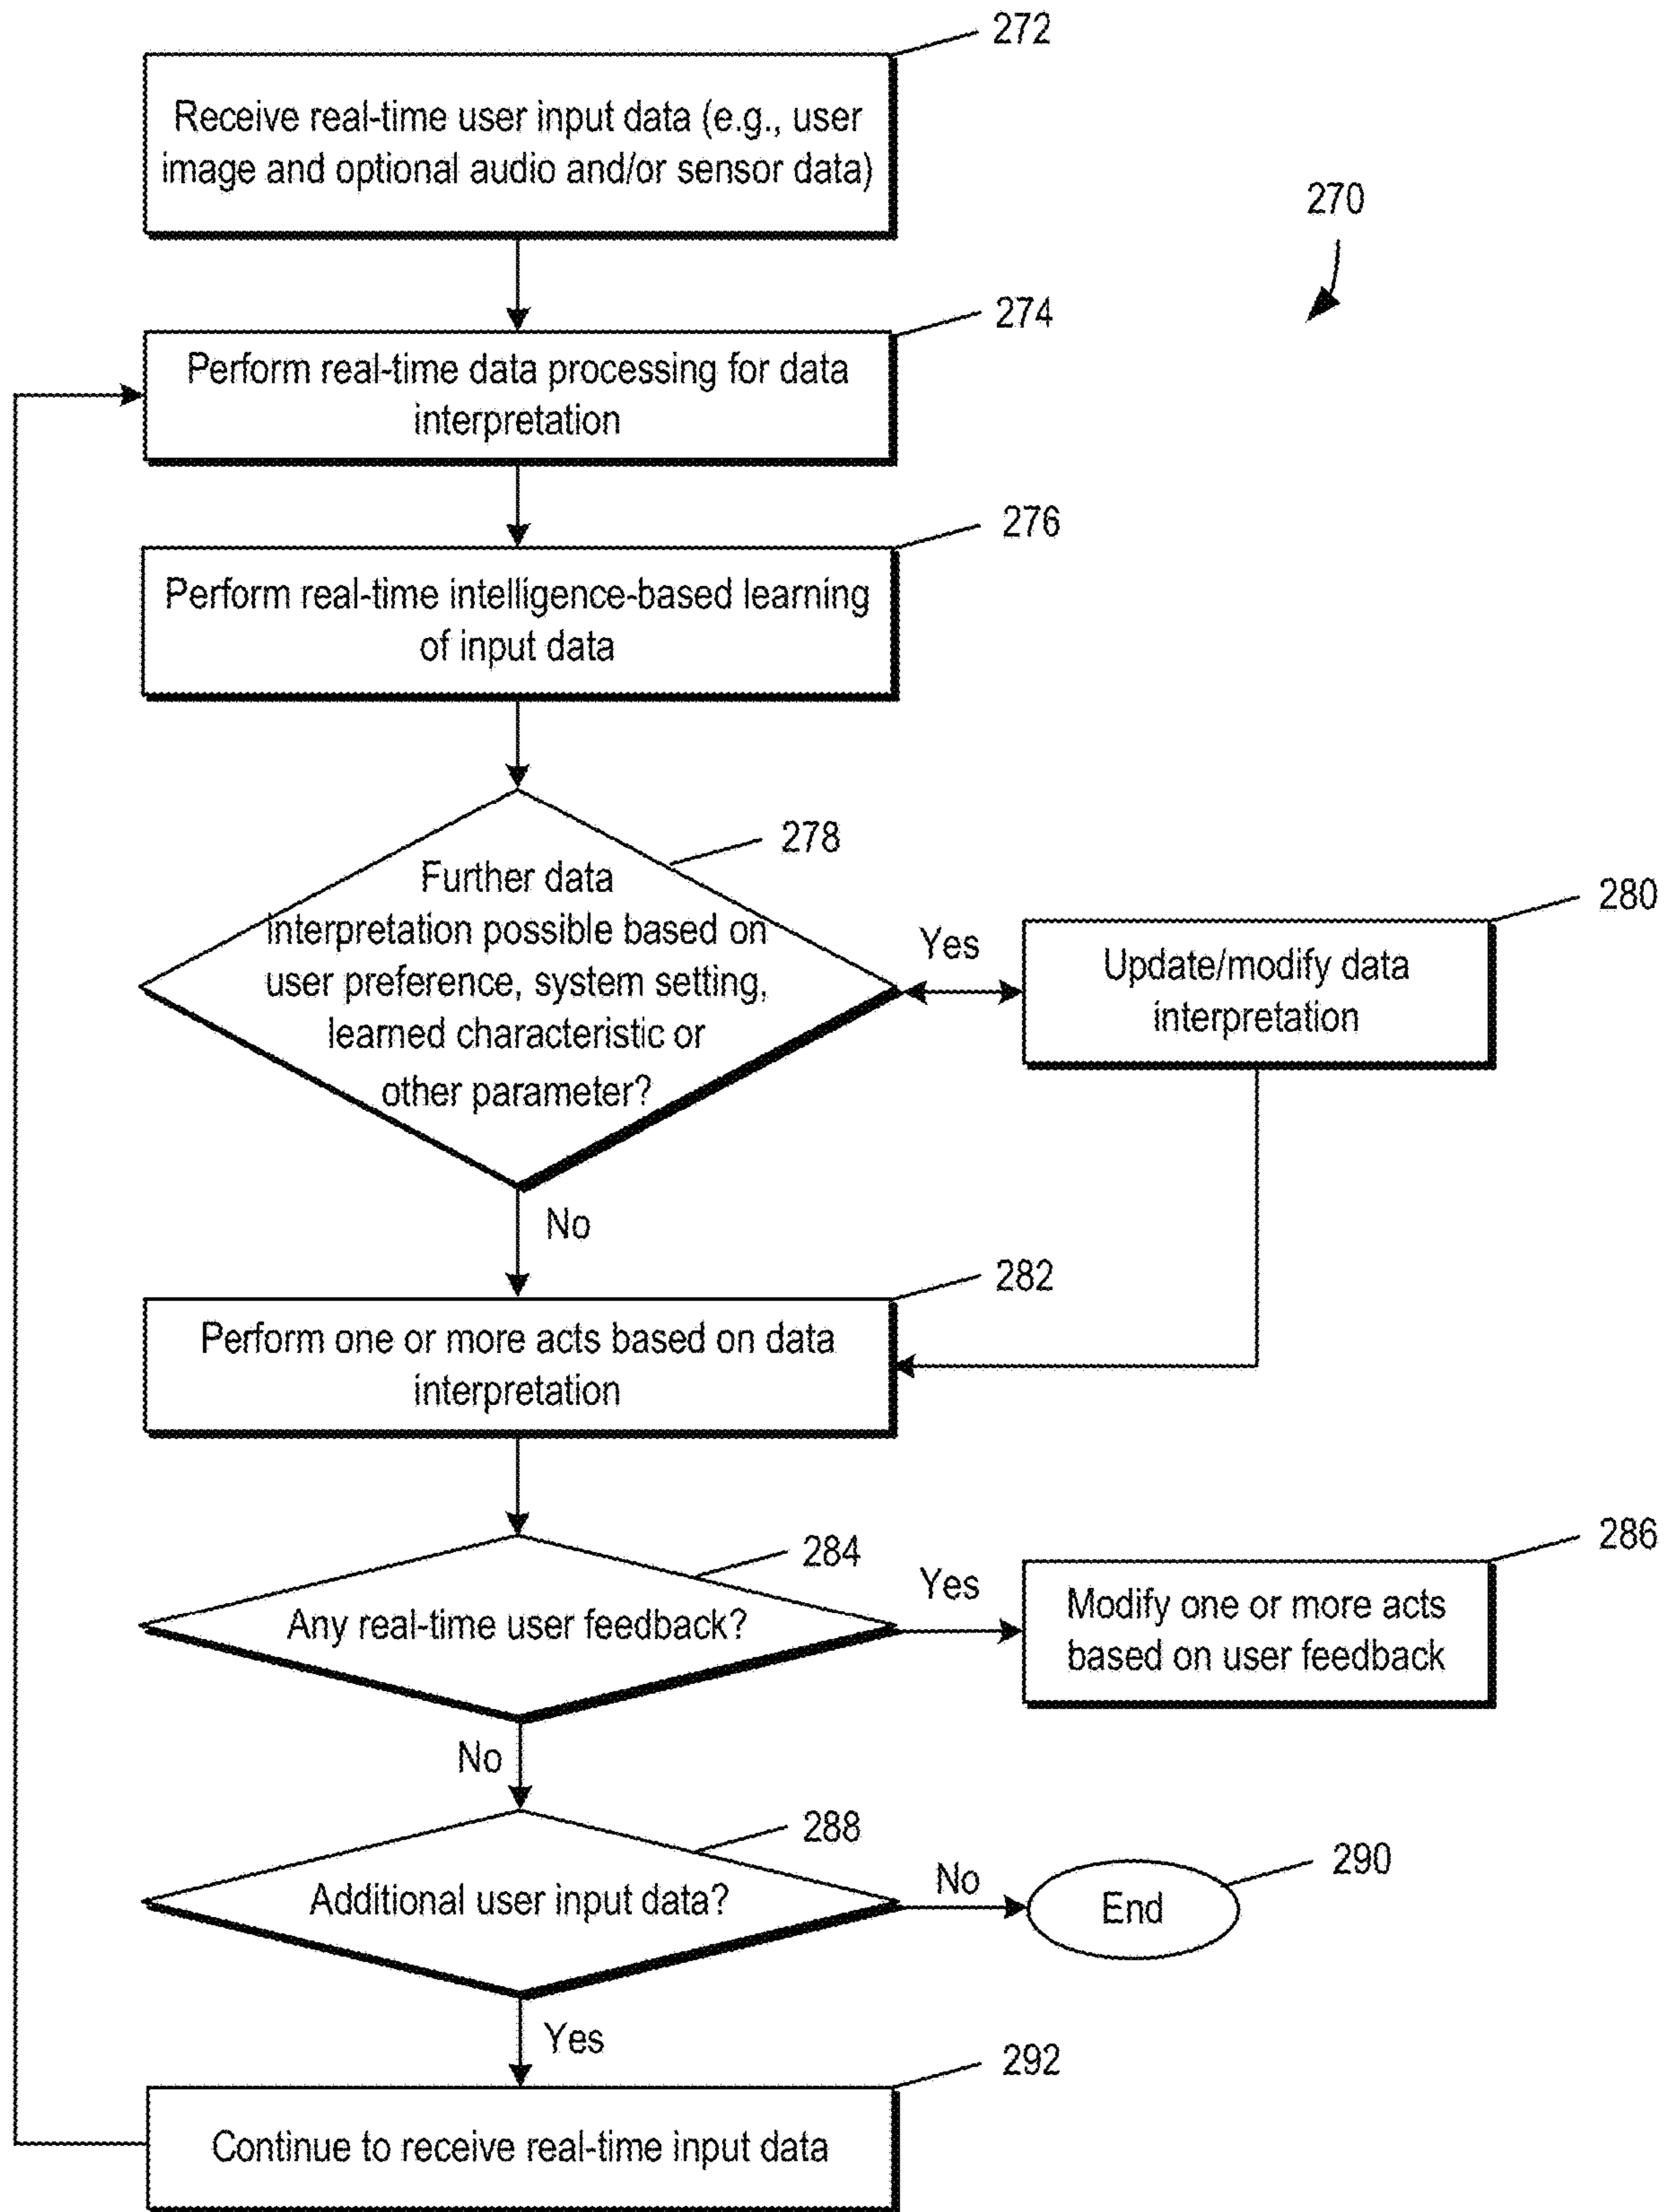 272
Receive real-time user input data (e.g., user
image and optional audio and/or sensor data)
270
274
Perform real-time data processing for data
interpretation
276
Perform real-time intelligence-based learning
of input data
278
Further data
interpretation possible based on
user preference, system setting,
learned characteristic or
other parameter?
Yes
280
Update/modify data
interpretation
No
282
Perform one or more acts based on data
interpretation
284
Any real-time user feedback?
Yes
286
Modify one or more acts
based on user feedback
No
288
Additional user input data?
No
290
End
Yes
292
Continue to receive real-time input data